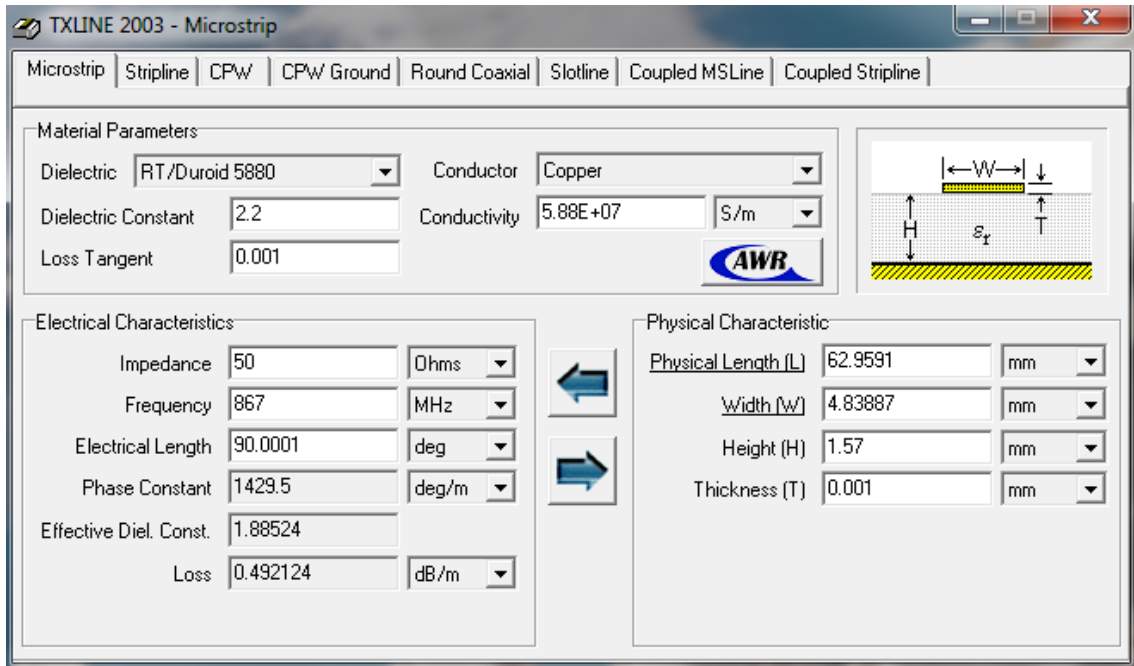 TXLINE 2003 - Microstrip
Microstrip Stripline CPW CPW Ground Round Coaxial Slotline Coupled MSLine Coupled Stripline
Material Parameters
Dielectric RT/Duroid 5880 Conductor Copper
Dielectric Constant 2.2 Conductivity 5.88E+07 S/m
Loss Tangent 0.001
AWR
W
H εr T
Electrical Characteristics
Impedance 50 Ohms
Frequency 867 MHz
Electrical Length 90.0001 deg
Phase Constant 1429.5 deg/m
Effective Diel. Const. 1.88524
Loss 0.492124 dB/m
Physical Characteristic
Physical Length (L) 62.9591 mm
Width (W) 4.83887 mm
Height (H) 1.57 mm
Thickness (T) 0.001 mm